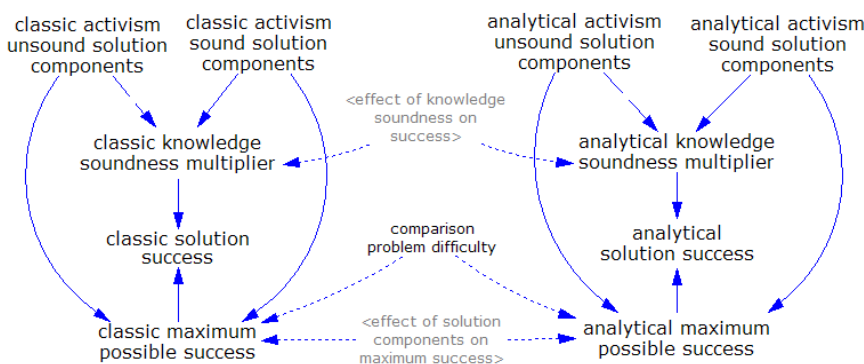 classic activism
unsound solution
components
classic activism
sound solution
components
analytical activism
unsound solution
components
analytical activism
sound solution
components
<effect of knowledge
soundness on
success>
classic knowledge
soundness multiplier
analytical knowledge
soundness multiplier
classic solution
success
comparison
problem difficulty
analytical
solution success
classic maximum
possible success
<effect of solution
components on
maximum success>
analytical maximum
possible success